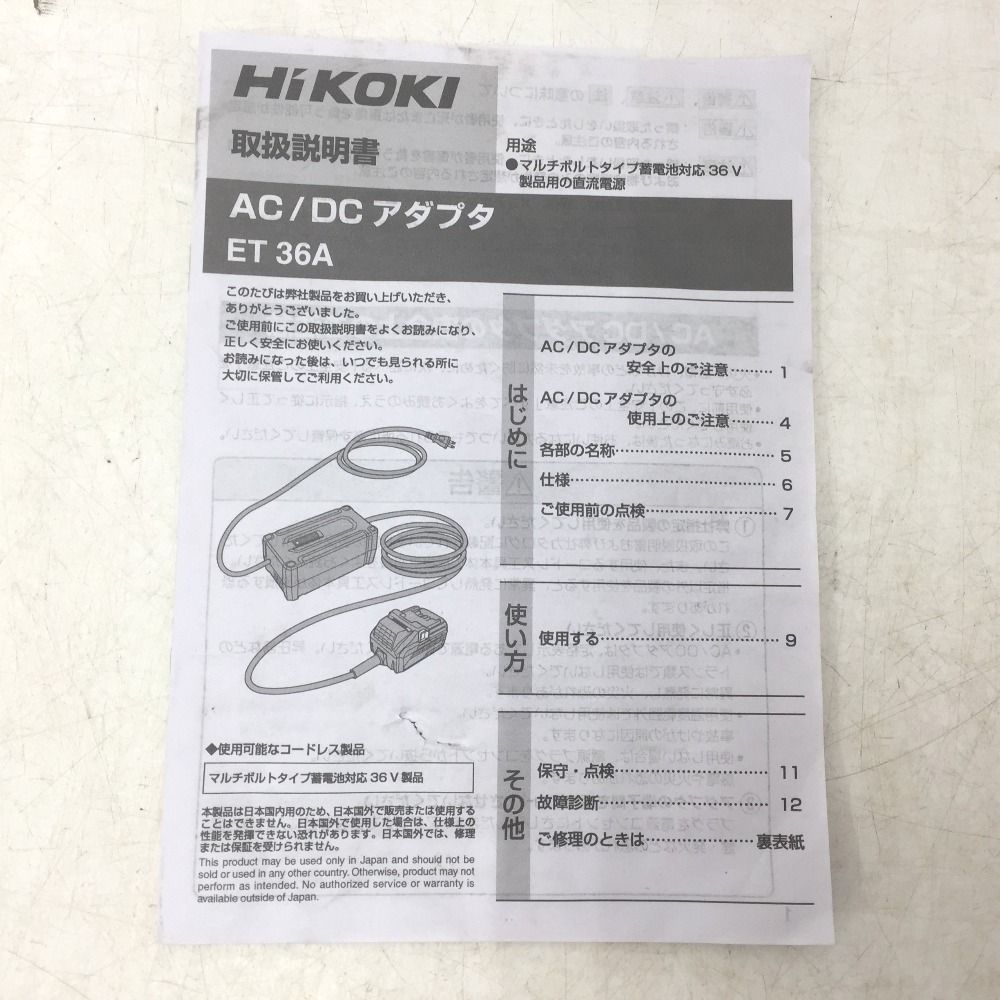 HiKOKI
取扱説明書
用途
●マルチボルトタイプ蓄電池対応36V
製品用の直流電源
AC/DCアダプタ
ET 36A
このたびは弊社製品をお買い上げいただき、
ありがとうございました。
ご使用前にこの取扱説明書をよくお読みになり、
正しく安全にお使いください。
お読みになった後は、いつでも見られる所に
大切に保管してご利用ください。
◆使用可能なコードレス製品
マルチボルトタイプ蓄電池対応36V製品
本製品は日本国内用のため、日本国外で販売または使用する
ことはできません。日本国外で使用した場合は、仕様上の
性能を発揮できない恐れがあります。日本国外では、修理
または保証を受けられません。
This product may be used only in Japan and should not be
sold or used in any other country. Otherwise, product may not
perform as intended. No authorized service or warranty is
available outside of Japan.
はじめに
AC/DCアダプタの
安全上のご注意………1
AC/DCアダプタの
使用上のご注意………4
各部の名称………………………5
仕様………………………………6
ご使用前の点検…………………7
使い方
使用する…………………………9
その他
保守・点検………………………11
故障診断…………………………12
ご修理のときは………………裏表紙